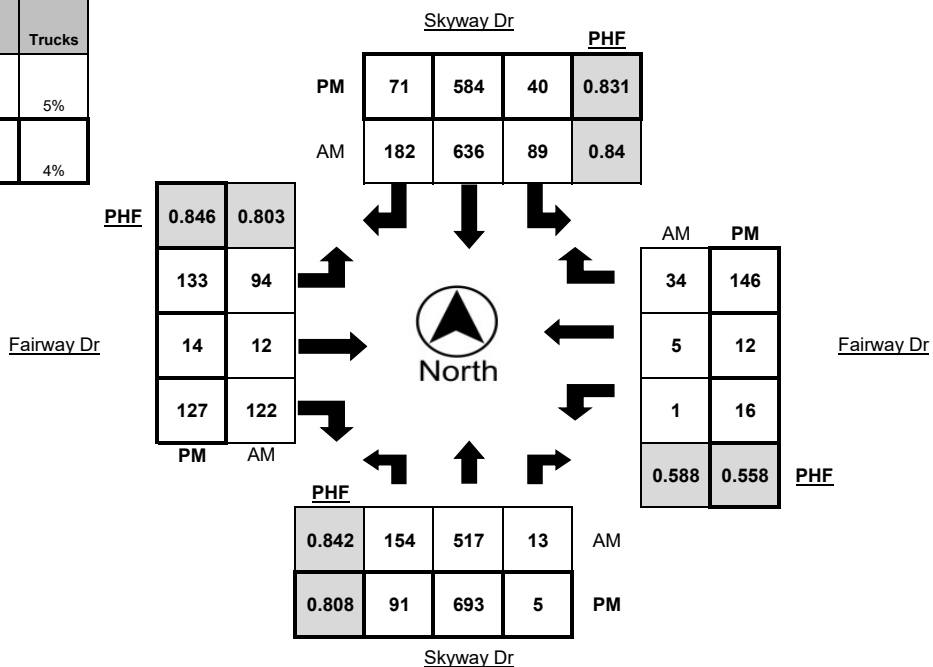 Trucks
5%
4%
Skyway Dr
PHF
PM 71 584 40 0.831
AM 182 636 89 0.84
PHF 0.846 0.803
133 94
14 12
127 122
PM AM
Fairway Dr
North
AM PM
34 146
5 12
1 16
0.588 0.558 PHF
Fairway Dr
PHF
0.842 154 517 13 AM
0.808 91 693 5 PM
Skyway Dr